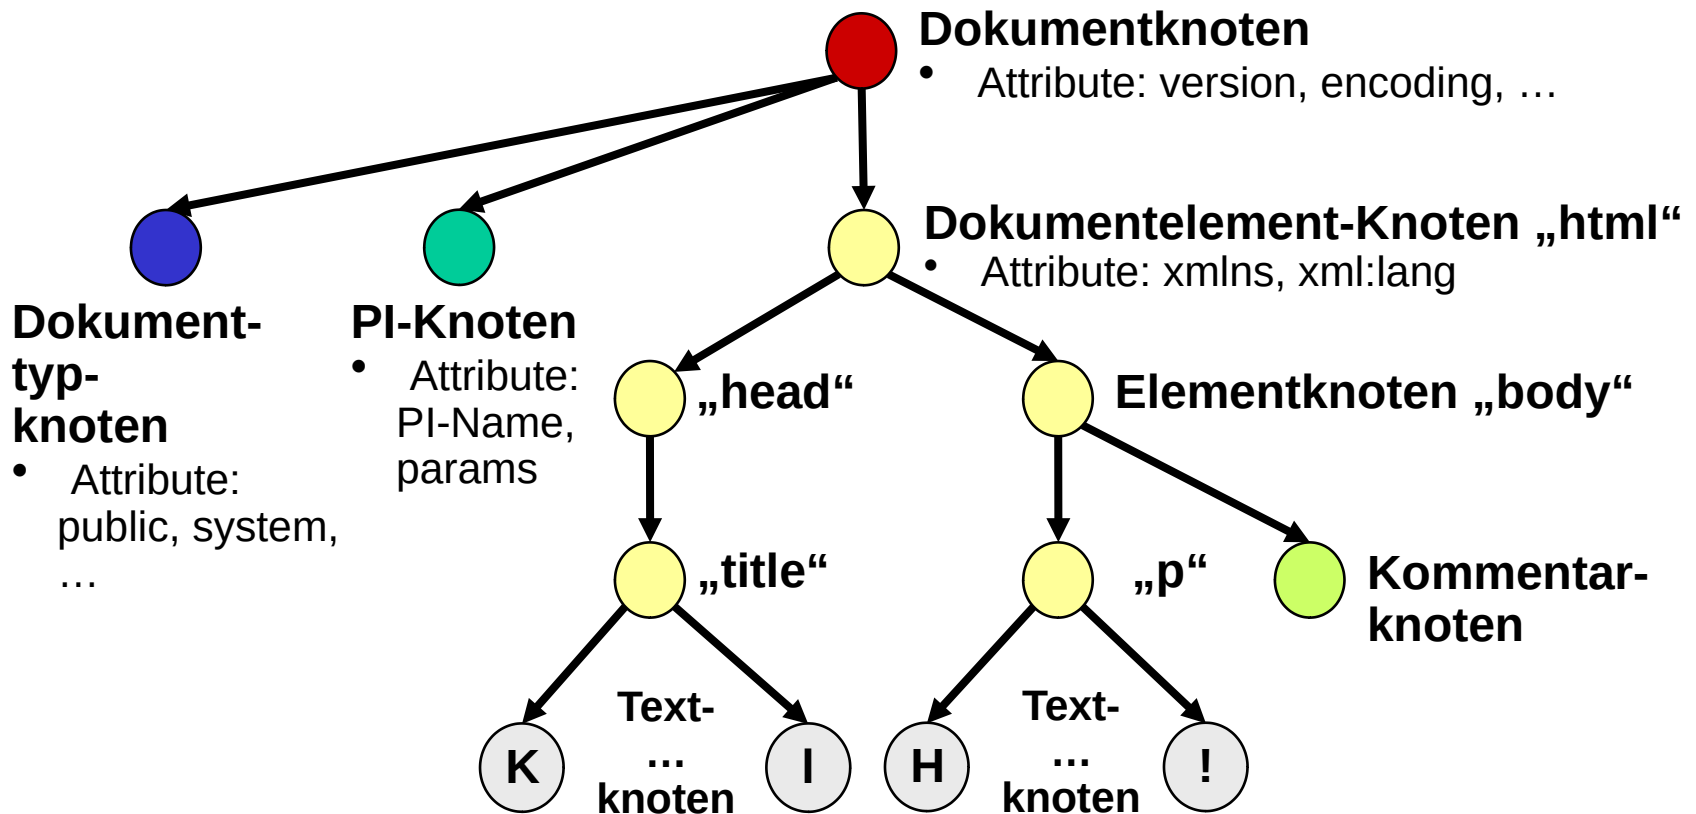 Dokumentknoten
• Attribute: version, encoding, …
Dokumentelement-Knoten „html“
• Attribute: xmlns, xml:lang
Dokument-
typ-
knoten
• Attribute:
public, system,
…
PI-Knoten
• Attribute:
PI-Name,
params
„head“
Elementknoten „body“
„title“
„p“
Kommentar-
knoten
K
Text-
…
knoten
l
H
Text-
…
knoten
!